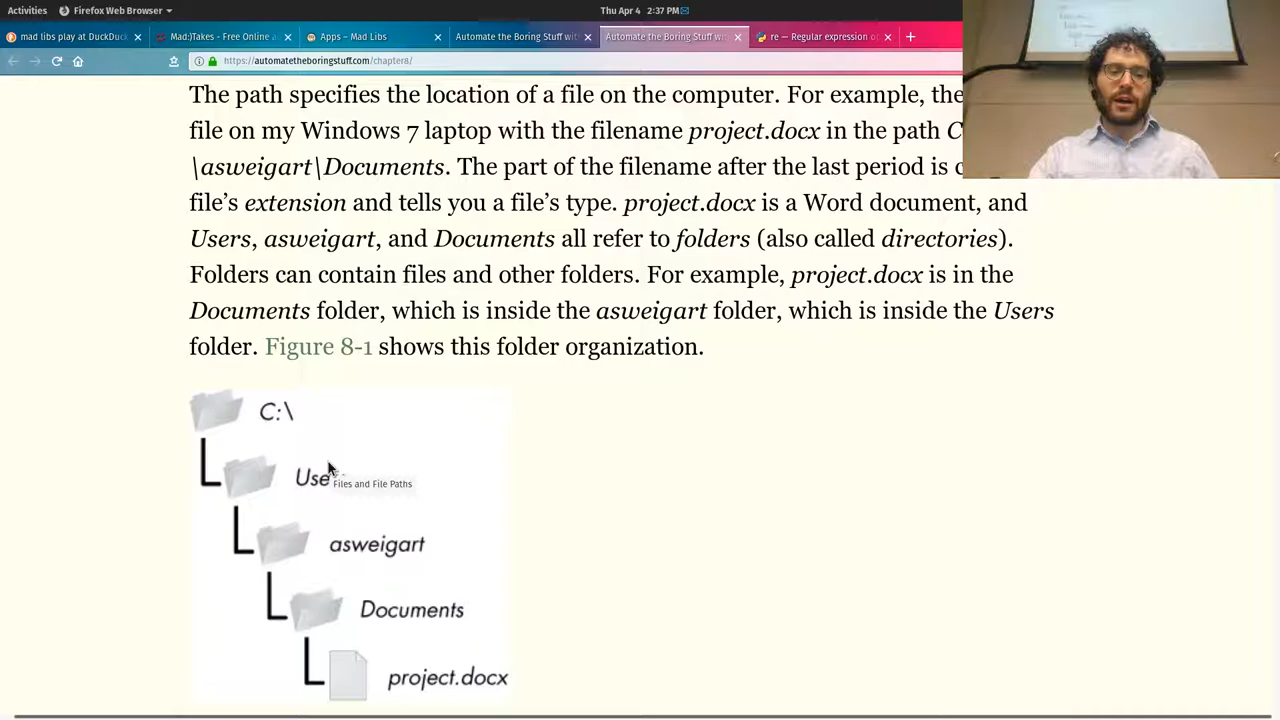 Activities Firefox Web Browser Thu Apr 4 2:37 PM
mad libs play at DuckDuc Mad:)Takes - Free Online a Apps – Mad Libs Automate the Boring Stuff wit Automate the Boring Stuff wi re — Regular expression o
https://automatetheboringstuff.com/chapter8/
The path specifies the location of a file on the computer. For example, the
file on my Windows 7 laptop with the filename project.docx in the path C
\asweigart\Documents. The part of the filename after the last period is c
file’s extension and tells you a file’s type. project.docx is a Word document, and
Users, asweigart, and Documents all refer to folders (also called directories).
Folders can contain files and other folders. For example, project.docx is in the
Documents folder, which is inside the asweigart folder, which is inside the Users
folder. Figure 8-1 shows this folder organization.
C:\
Use
Files and File Paths
asweigart
Documents
project.docx